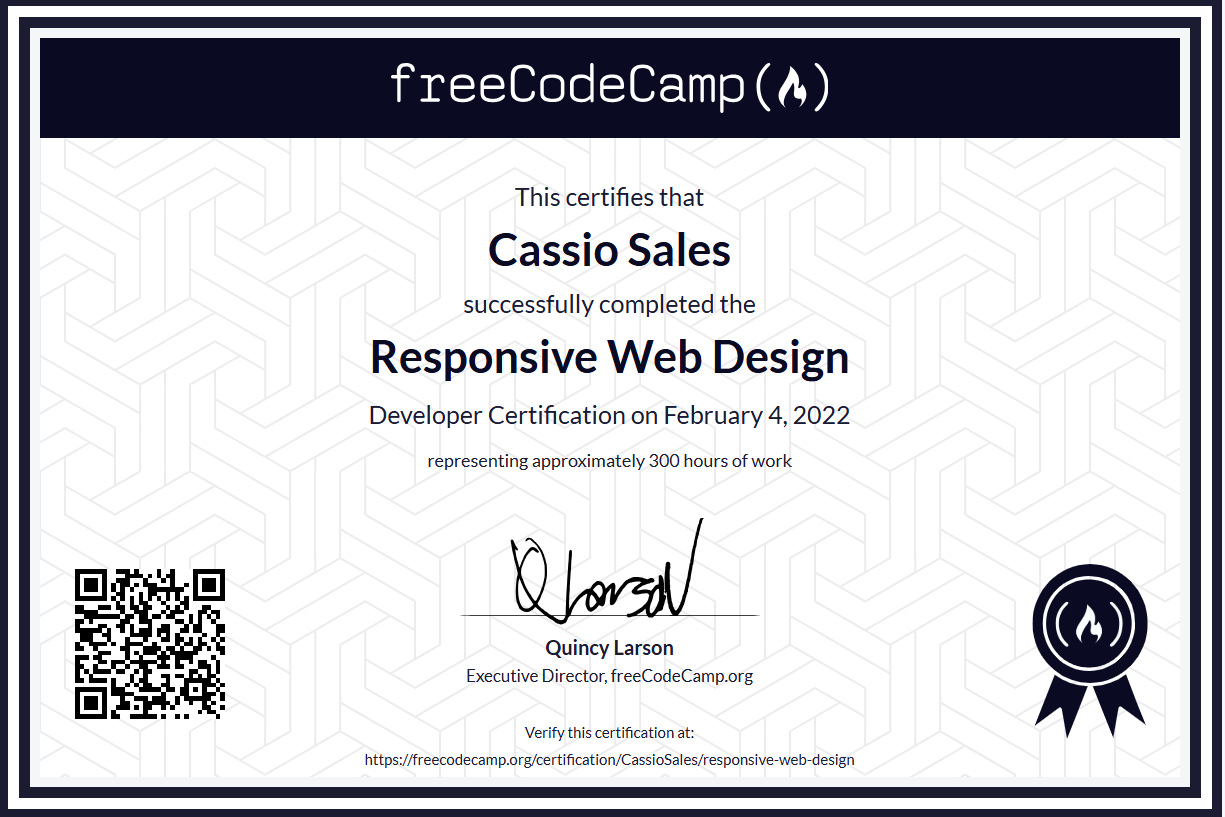 freeCodeCamp
This certifies that
Cassio Sales
successfully completed the
Responsive Web Design
Developer Certification on February 4, 2022
representing approximately 300 hours of work
Q Larson
Quincy Larson
Executive Director, freeCodeCamp.org
Verify this certification at:
https://freecodecamp.org/certification/CassioSales/responsive-web-design